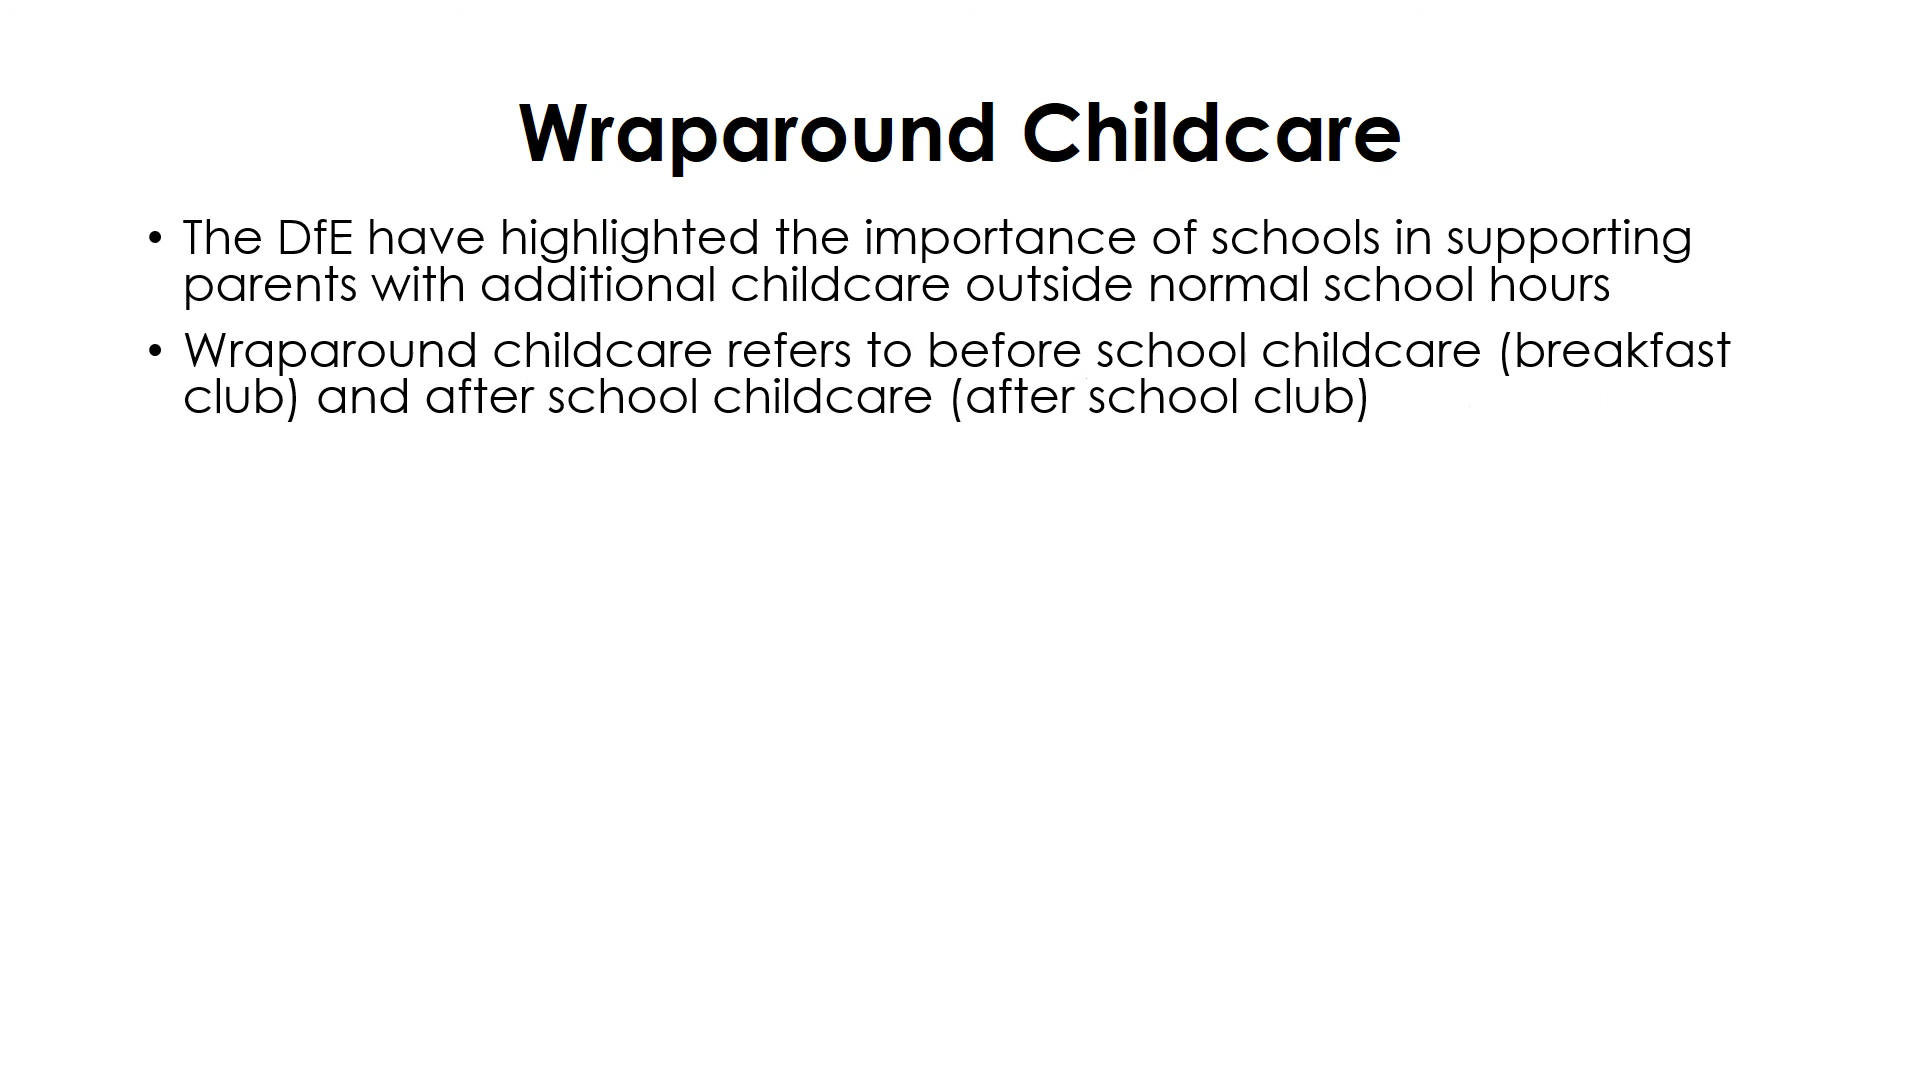 Wraparound Childcare
• The DfE have highlighted the importance of schools in supporting
parents with additional childcare outside normal school hours
• Wraparound childcare refers to before school childcare (breakfast
club) and after school childcare (after school club)